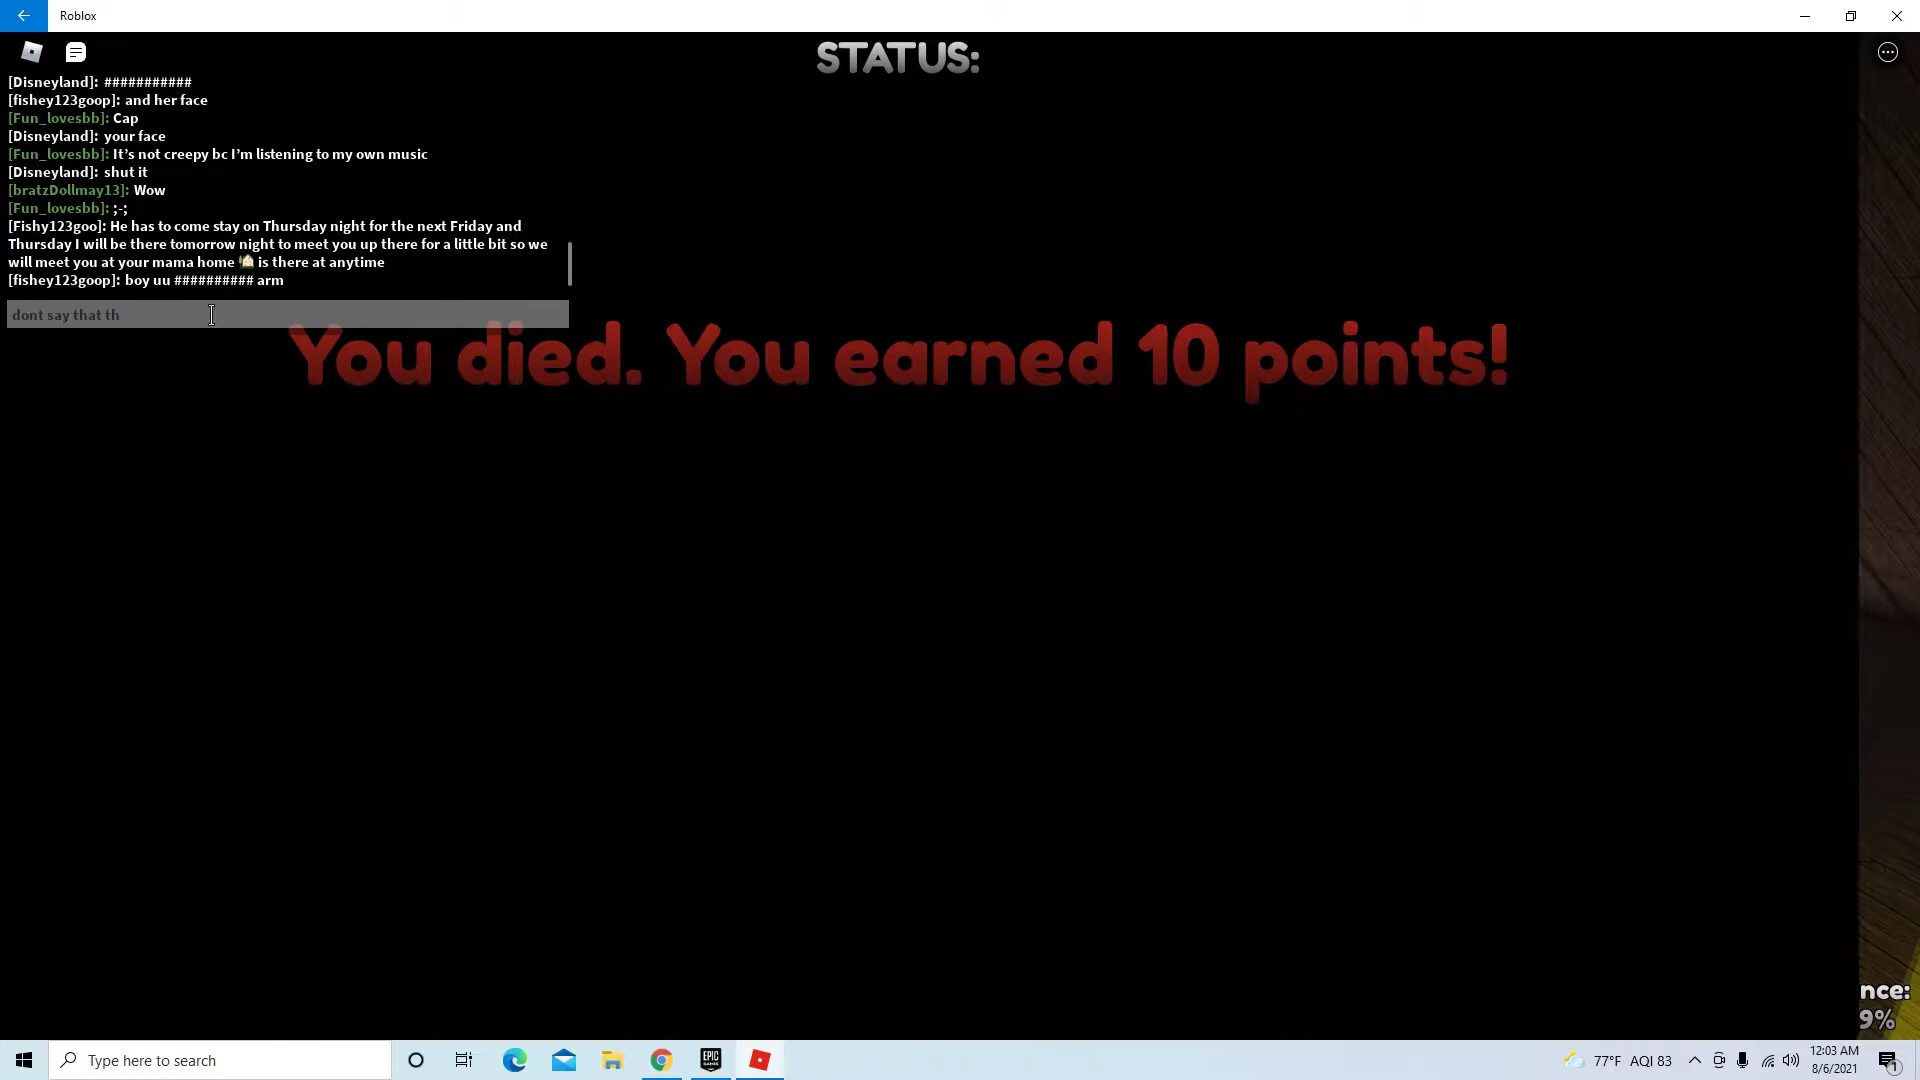 Roblox
STATUS:
[Disneyland]: ###########
[fishey123goop]: and her face
[Fun_lovesbb]: Cap
[Disneyland]: your face
[Fun_lovesbb]: It's not creepy bc I'm listening to my own music
[Disneyland]: shut it
[bratzDollmay13]: Wow
[Fun_lovesbb]: ;-;
[Fishy123goo]: He has to come stay on Thursday night for the next Friday and
Thursday I will be there tomorrow night to meet you up there for a little bit so we
will meet you at your mama home 🏡 is there at anytime
[fishey123goop]: boy uu ########## arm
dont say that th
You died. You earned 10 points!
nce:
9%
Type here to search
EPIC GAMES
77°F AQI 83
12:03 AM
8/6/2021
1